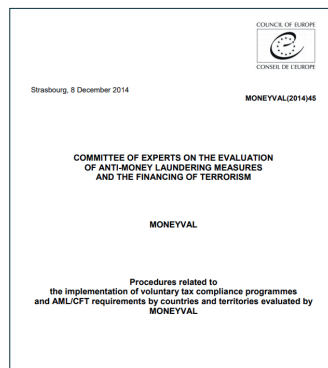 COUNCIL OF EUROPE
CONSEIL DE L'EUROPE
Strasbourg, 8 December 2014
MONEYVAL(2014)45
COMMITTEE OF EXPERTS ON THE EVALUATION
OF ANTI-MONEY LAUNDERING MEASURES
AND THE FINANCING OF TERRORISM
MONEYVAL
Procedures related to
the implementation of voluntary tax compliance programmes
and AML/CFT requirements by countries and territories evaluated by
MONEYVAL